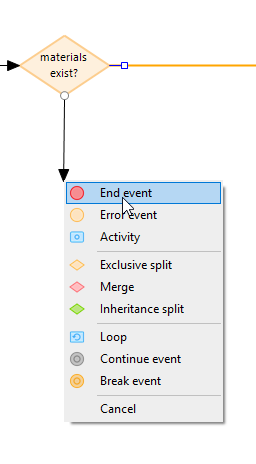 materials
exist?
End event
Error event
Activity
Exclusive split
Merge
Inheritance split
Loop
Continue event
Break event
Cancel